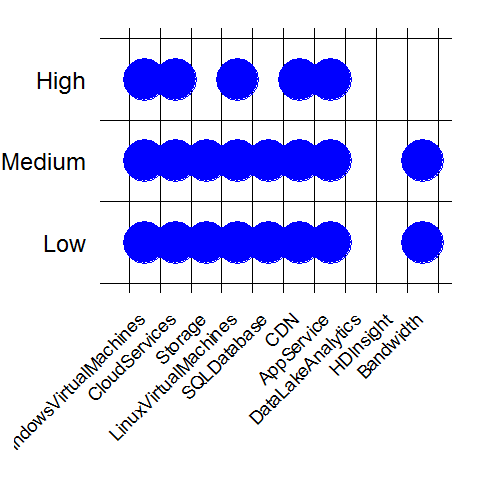 High
Medium
Low
ndowsVirtualMachines
CloudServices
Storage
LinuxVirtualMachines
SQLDatabase
CDN
AppService
DataLakeAnalytics
HDInsight
Bandwidth